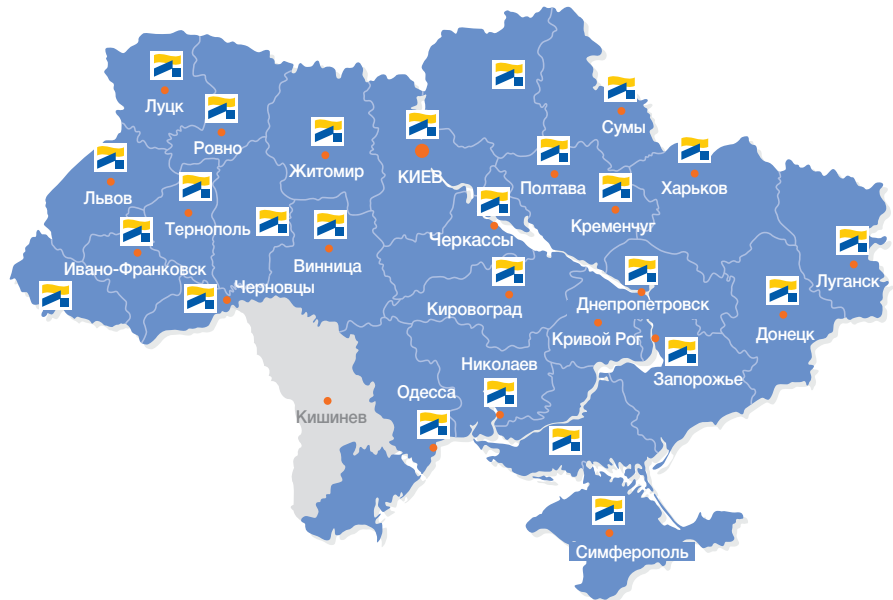 Луцк
Ровно
Сумы
Житомир
КИЕВ
Полтава
Харьков
Львов
Тернополь
Черкассы
Кременчуг
Ивано-Франковск
Винница
Луганск
Черновцы
Кировоград
Днепропетровск
Донецк
Кривой Рог
Николаев
Запорожье
Одесса
Кишинев
Симферополь